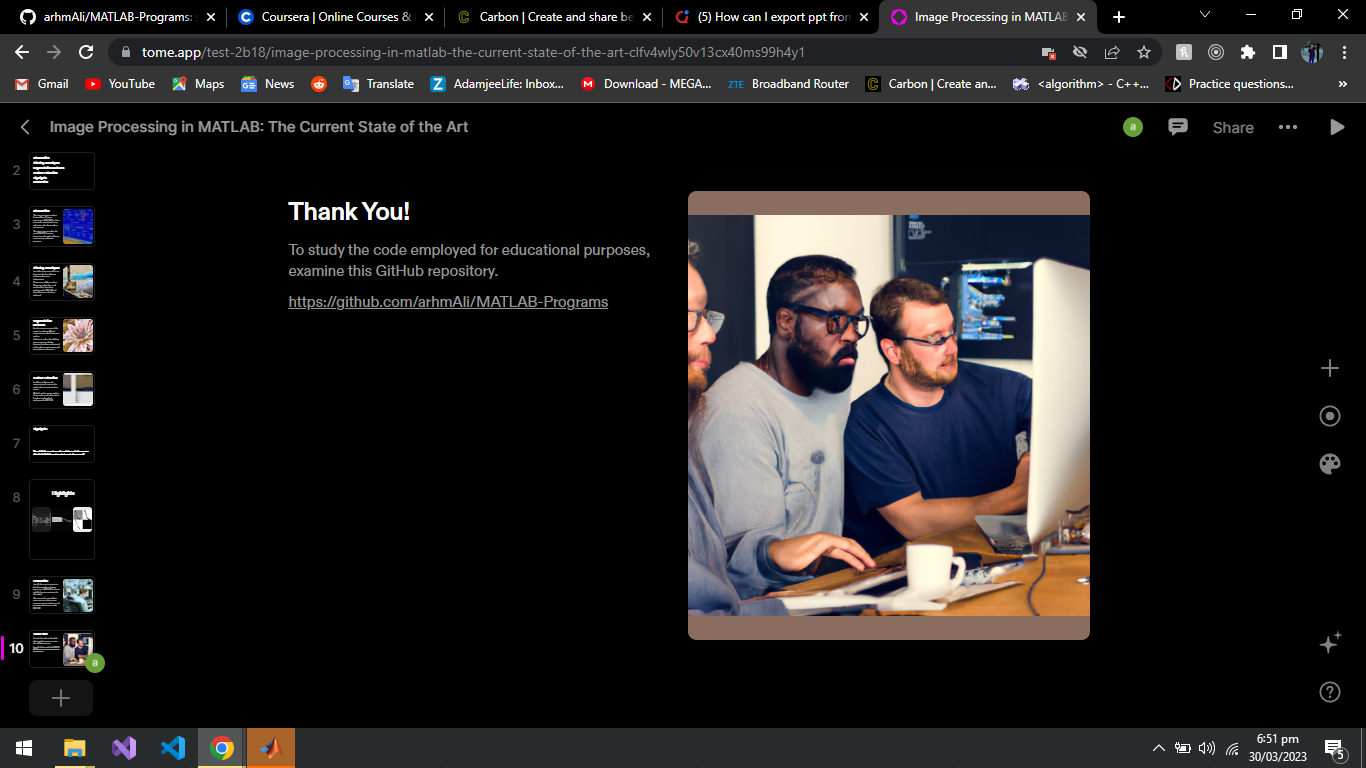 arhmAli/MATLAB-Programs:
Coursera | Online Courses &
Carbon | Create and share be
(5) How can I export ppt from
Image Processing in MATLAB
tome.app/test-2b18/image-processing-in-matlab-the-current-state-of-the-art-clfv4wly50v13cx40ms99h4y1
Gmail
YouTube
Maps
News
Translate
AdamjeeLife: Inbox...
Download - MEGA...
ZTE Broadband Router
Carbon | Create an...
<algorithm> - C++...
Practice questions...
»
Image Processing in MATLAB: The Current State of the Art
a
Share
2
3
4
5
6
7
8
Highlights
9
10
a
Thank You!
To study the code employed for educational purposes,
examine this GitHub repository.
https://github.com/arhmAli/MATLAB-Programs
E
6:51 pm
30/03/2023
5